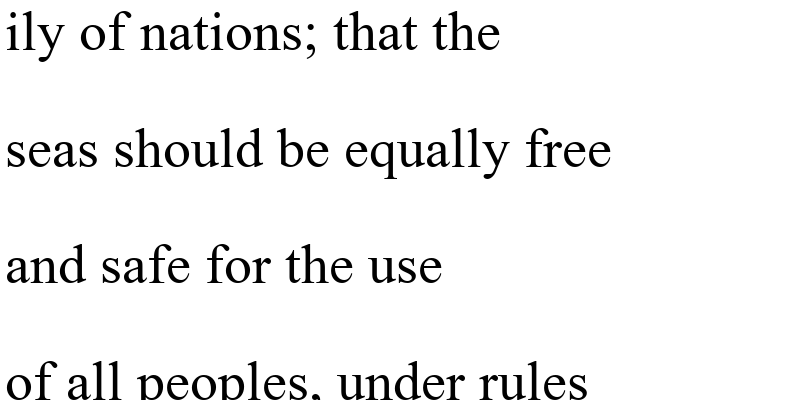 ily of nations; that the
seas should be equally free
and safe for the use
of all peoples, under rules